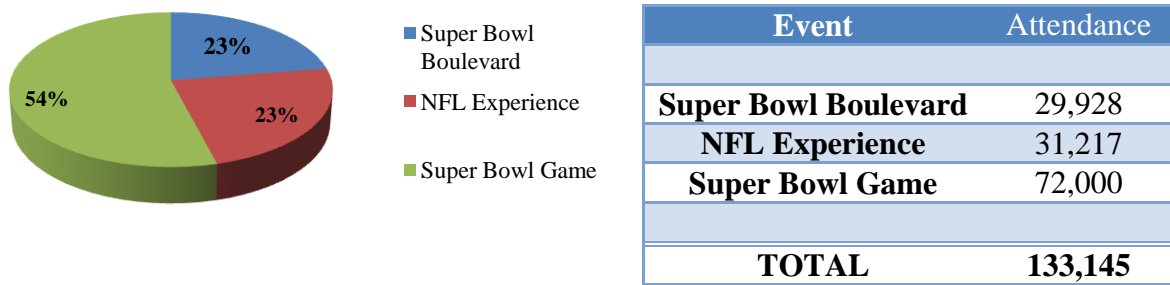 23%
54%
23%
Super Bowl
Boulevard
NFL Experience
Super Bowl Game
Event Attendance
Super Bowl Boulevard 29,928
NFL Experience 31,217
Super Bowl Game 72,000
TOTAL 133,145